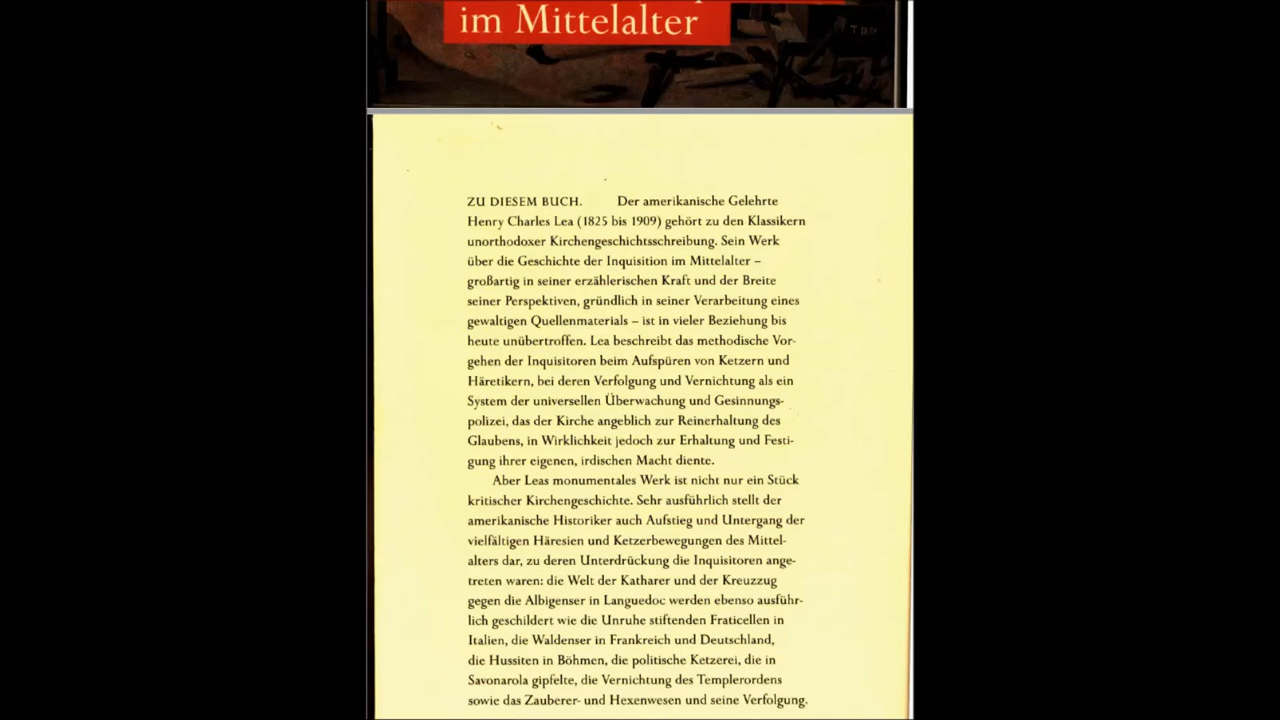 im Mittelalter
ZU DIESEM BUCH. Der amerikanische Gelehrte
Henry Charles Lea (1825 bis 1909) gehört zu den Klassikern
unorthodoxer Kirchengeschichtsschreibung. Sein Werk
über die Geschichte der Inquisition im Mittelalter –
großartig in seiner erzählerischen Kraft und der Breite
seiner Perspektiven, gründlich in seiner Verarbeitung eines
gewaltigen Quellenmaterials – ist in vieler Beziehung bis
heute unübertroffen. Lea beschreibt das methodische Vor-
gehen der Inquisitoren beim Aufspüren von Ketzern und
Häretikern, bei deren Verfolgung und Vernichtung als ein
System der universellen Überwachung und Gesinnungs-
polizei, das der Kirche angeblich zur Reinerhaltung des
Glaubens, in Wirklichkeit jedoch zur Erhaltung und Festi-
gung ihrer eigenen, irdischen Macht diente.
Aber Leas monumentales Werk ist nicht nur ein Stück
kritischer Kirchengeschichte. Sehr ausführlich stellt der
amerikanische Historiker auch Aufstieg und Untergang der
vielfältigen Häresien und Ketzerbewegungen des Mittel-
alters dar, zu deren Unterdrückung die Inquisitoren ange-
treten waren: die Welt der Katharer und der Kreuzzug
gegen die Albigenser in Languedoc werden ebenso ausführ-
lich geschildert wie die Unruhe stiftenden Fraticellen in
Italien, die Waldenser in Frankreich und Deutschland,
die Hussiten in Böhmen, die politische Ketzerei, die in
Savonarola gipfelte, die Vernichtung des Templerordens
sowie das Zauberer- und Hexenwesen und seine Verfolgung.